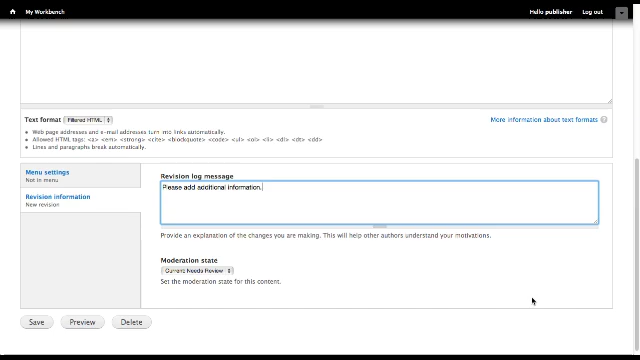 My Workbench
Hello publisher
Log out
Text format
Filtered HTML
More information about text formats
Web page addresses and e-mail addresses turn into links automatically.
Allowed HTML tags: <a> <em> <strong> <cite> <blockquote> <code> <ul> <ol> <li> <dl> <dt> <dd>
Lines and paragraphs break automatically.
Menu settings
Not in menu
Revision information
New revision
Revision log message
Please add additional information.
Provide an explanation of the changes you are making. This will help other authors understand your motivations.
Moderation state
Current: Needs Review
Set the moderation state for this content.
Save
Preview
Delete